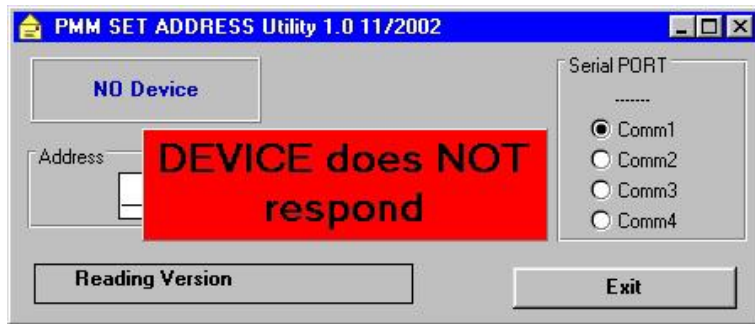 PMM SET ADDRESS Utility 1.0 11/2002
NO Device
Serial PORT
-------
Comm1
Comm2
Comm3
Comm4
Address
DEVICE does NOT
respond
Reading Version
Exit